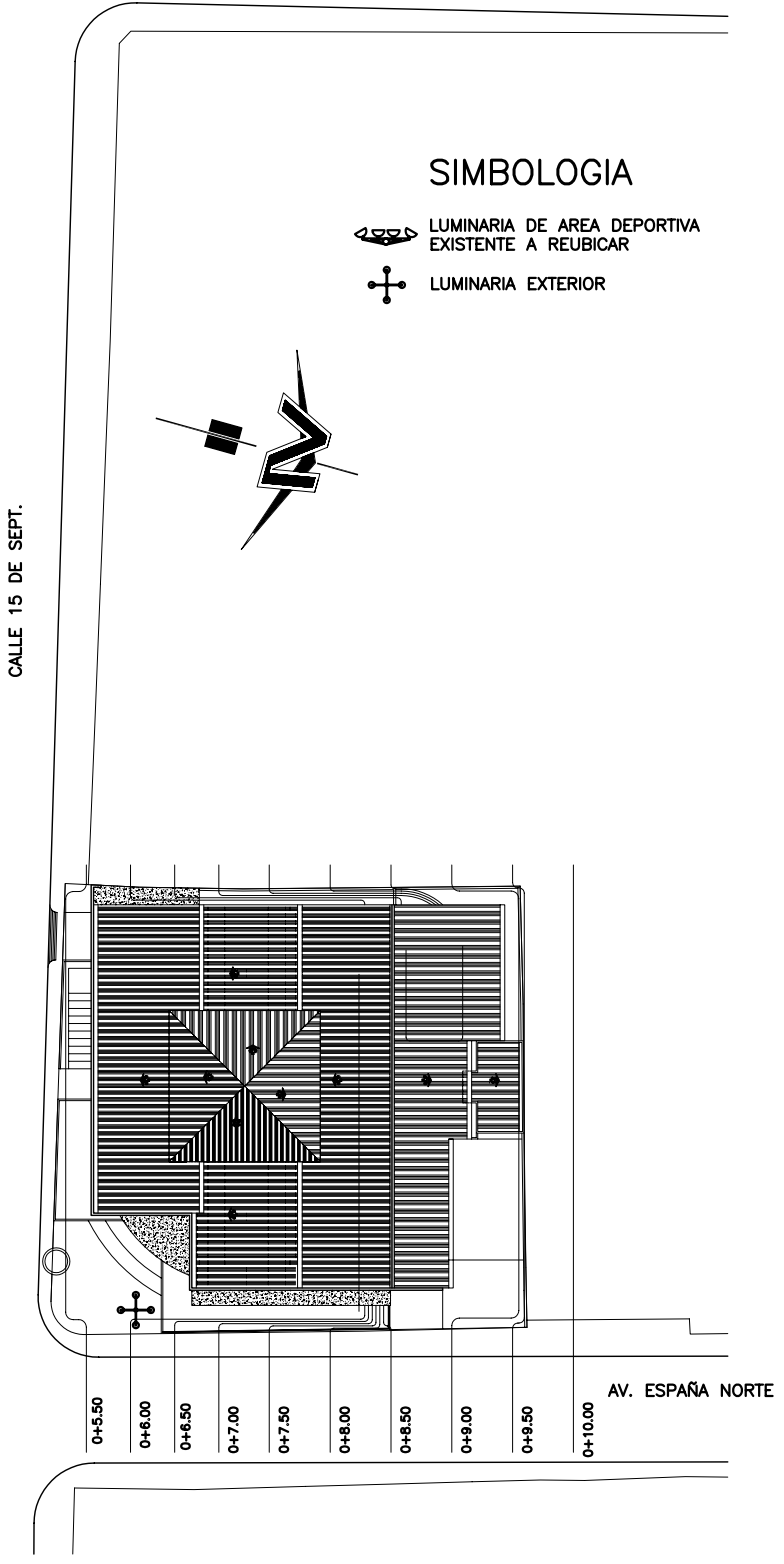 SIMBOLOGIA
LUMINARIA DE AREA DEPORTIVA
EXISTENTE A REUBICAR
LUMINARIA EXTERIOR
N
CALLE 15 DE SEPT.
AV. ESPAÑA NORTE
0+5.50
0+6.00
0+6.50
0+7.00
0+7.50
0+8.00
0+8.50
0+9.00
0+9.50
0+10.00